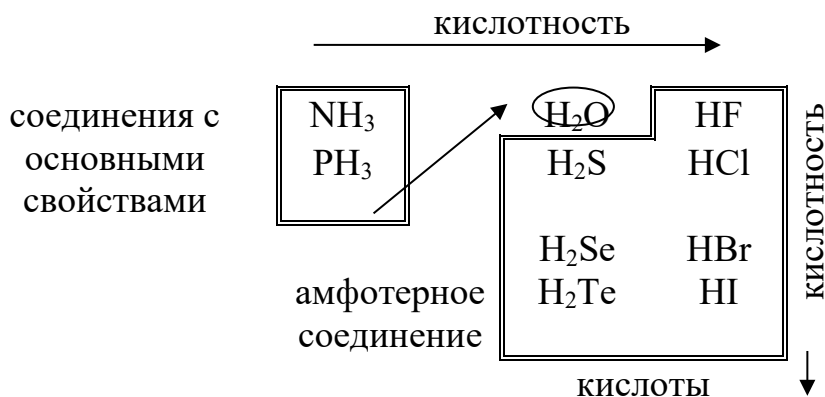 кислотность
соединения с
основными
свойствами
NH₃
PH₃
H₂O
HF
H₂S
HCl
H₂Se
HBr
H₂Te
HI
амфотерное
соединение
кислоты
кислотность